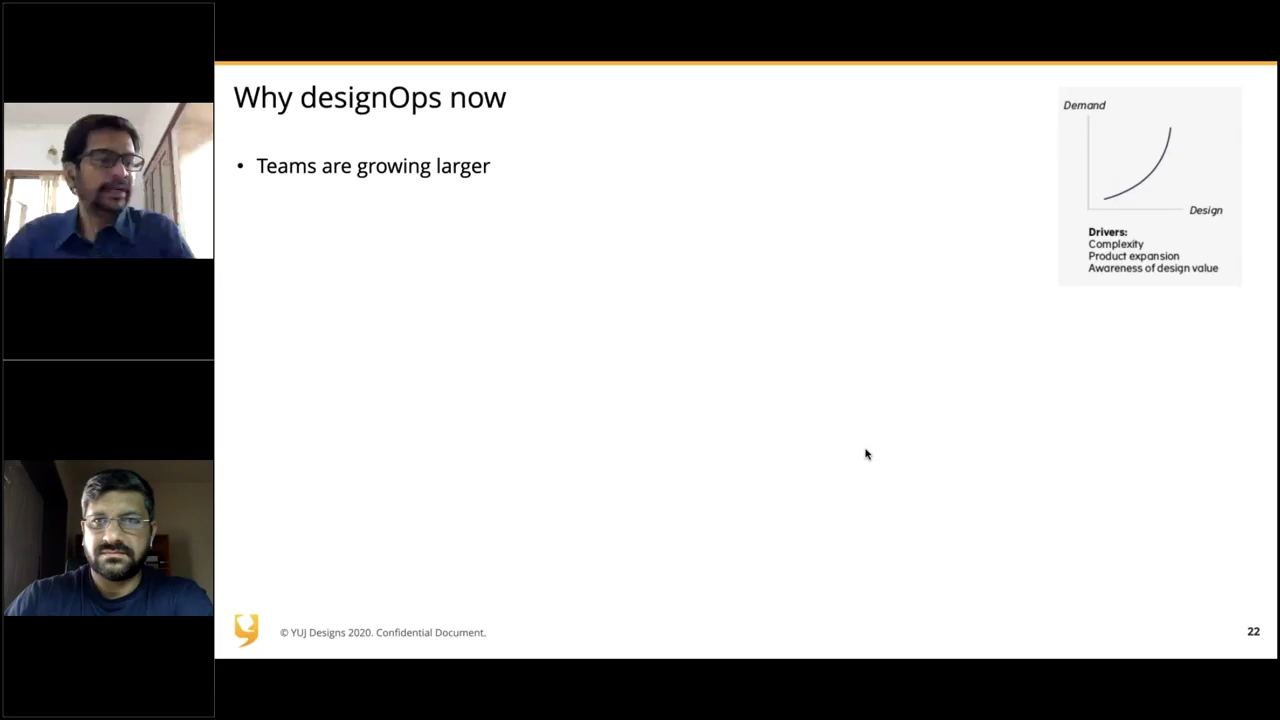 Why designOps now
• Teams are growing larger
Demand
Design
Drivers:
Complexity
Product expansion
Awareness of design value
© YUJ Designs 2020. Confidential Document.
22